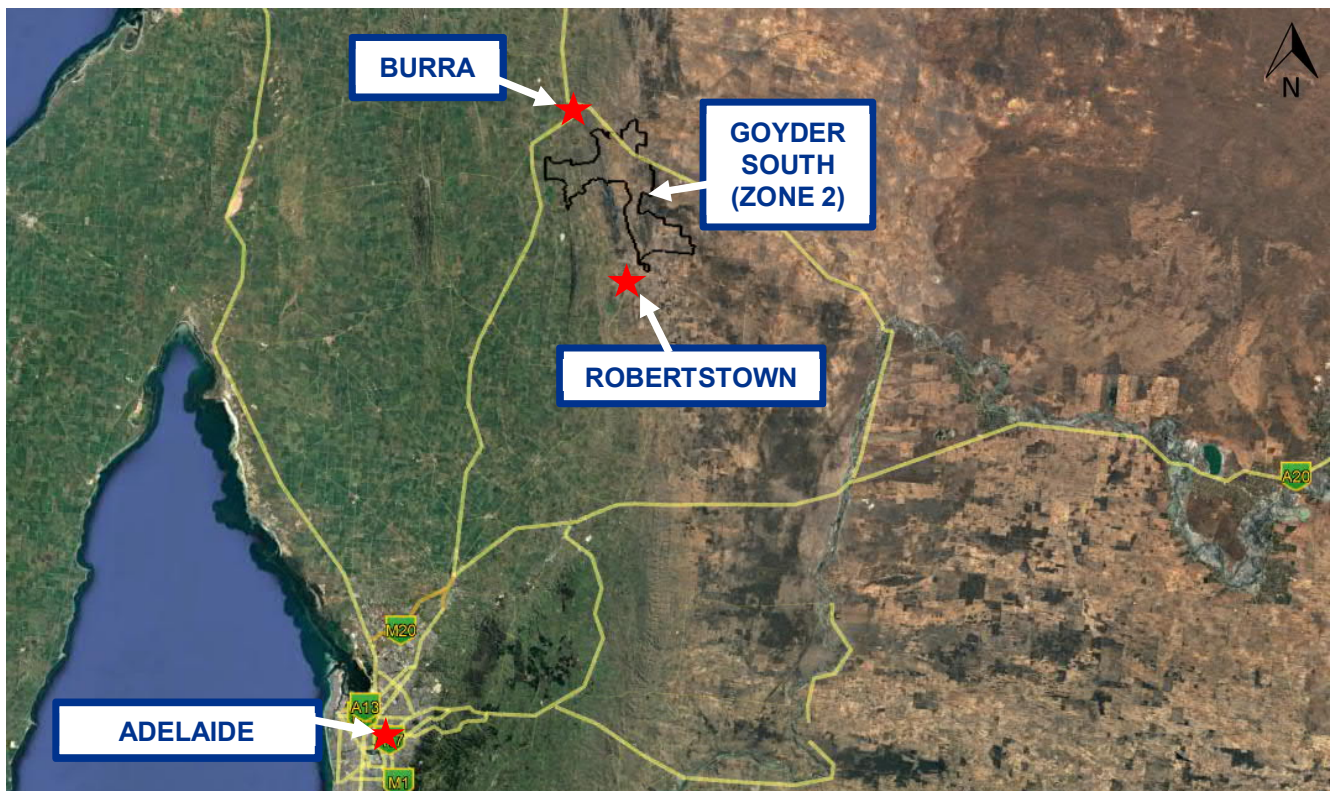 BURRA
N
GOYDER
SOUTH
(ZONE 2)
ROBERTSTOWN
A20
M20
A13
ADELAIDE
M1